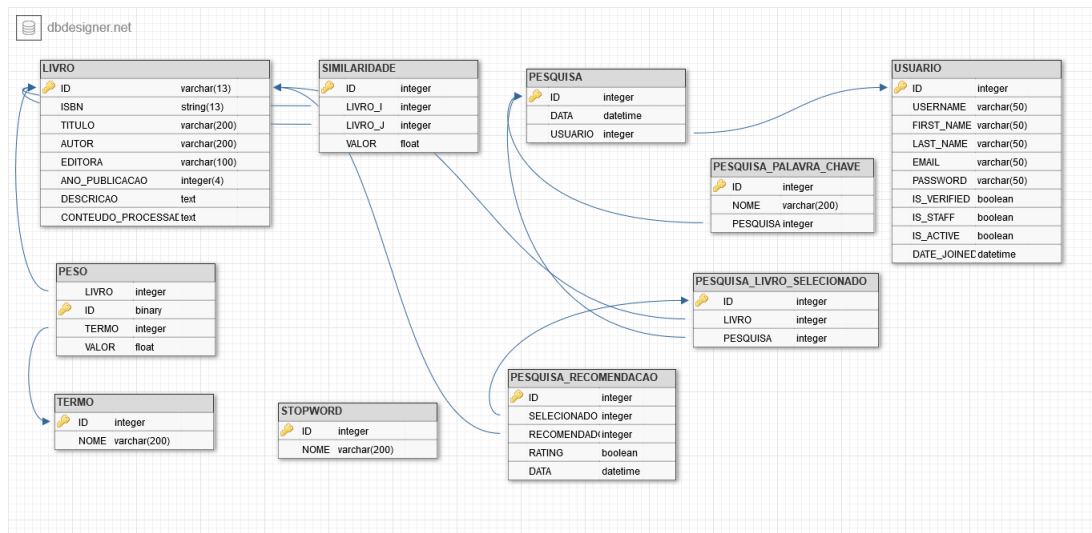 dbdesigner.net
LIVRO
ID varchar(13)
ISBN string(13)
TITULO varchar(200)
AUTOR varchar(200)
EDITORA varchar(100)
ANO_PUBLICACAO integer(4)
DESCRICAO text
CONTEUDO_PROCESSAD text
SIMILARIDADE
ID integer
LIVRO_I integer
LIVRO_J integer
VALOR float
PESQUISA
ID integer
DATA datetime
USUARIO integer
USUARIO
ID integer
USERNAME varchar(50)
FIRST_NAME varchar(50)
LAST_NAME varchar(50)
EMAIL varchar(50)
PASSWORD varchar(50)
IS_VERIFIED boolean
IS_STAFF boolean
IS_ACTIVE boolean
DATE_JOINED datetime
PESQUISA_PALAVRA_CHAVE
ID integer
NOME varchar(200)
PESQUISA integer
PESO
LIVRO integer
ID binary
TERMO integer
VALOR float
PESQUISA_LIVRO_SELECIONADO
ID integer
LIVRO integer
PESQUISA integer
TERMO
ID integer
NOME varchar(200)
STOPWORD
ID integer
NOME varchar(200)
PESQUISA_RECOMENDACAO
ID integer
SELECIONADO integer
RECOMENDADO integer
RATING boolean
DATA datetime